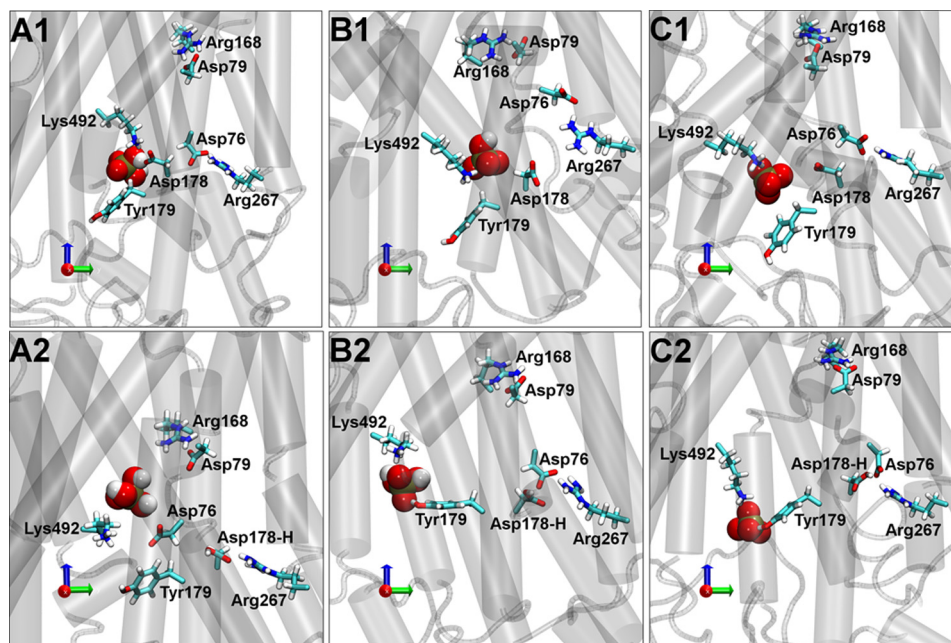 A1
Arg168
Asp79
Lys492
Asp76
Asp178
Tyr179
Arg267
B1
Asp79
Arg168
Asp76
Lys492
Arg267
Asp178
Tyr179
C1
Arg168
Asp79
Asp76
Lys492
Asp178
Arg267
Tyr179
A2
Arg168
Asp79
Asp76
Lys492
Asp178-H
Tyr179
Arg267
B2
Arg168
Asp79
Lys492
Asp76
Tyr179
Asp178-H
Arg267
C2
Arg168
Asp79
Lys492
Asp178-H
Asp76
Tyr179
Arg267